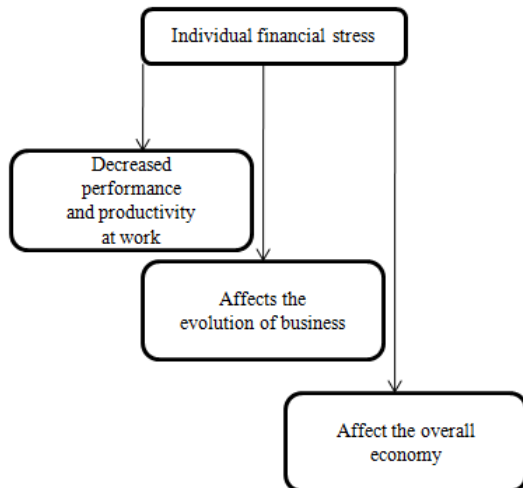 Individual financial stress
Decreased
performance
and productivity
at work
Affects the
evolution of business
Affect the overall
economy